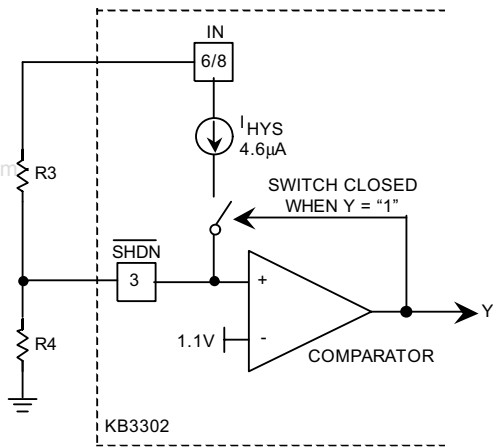 IN
6/8
I HYS
4.6µA
m
R3
SWITCH CLOSED
WHEN Y = “1”
SHDN
3
+
Y
1.1V
-
R4
COMPARATOR
KB3302